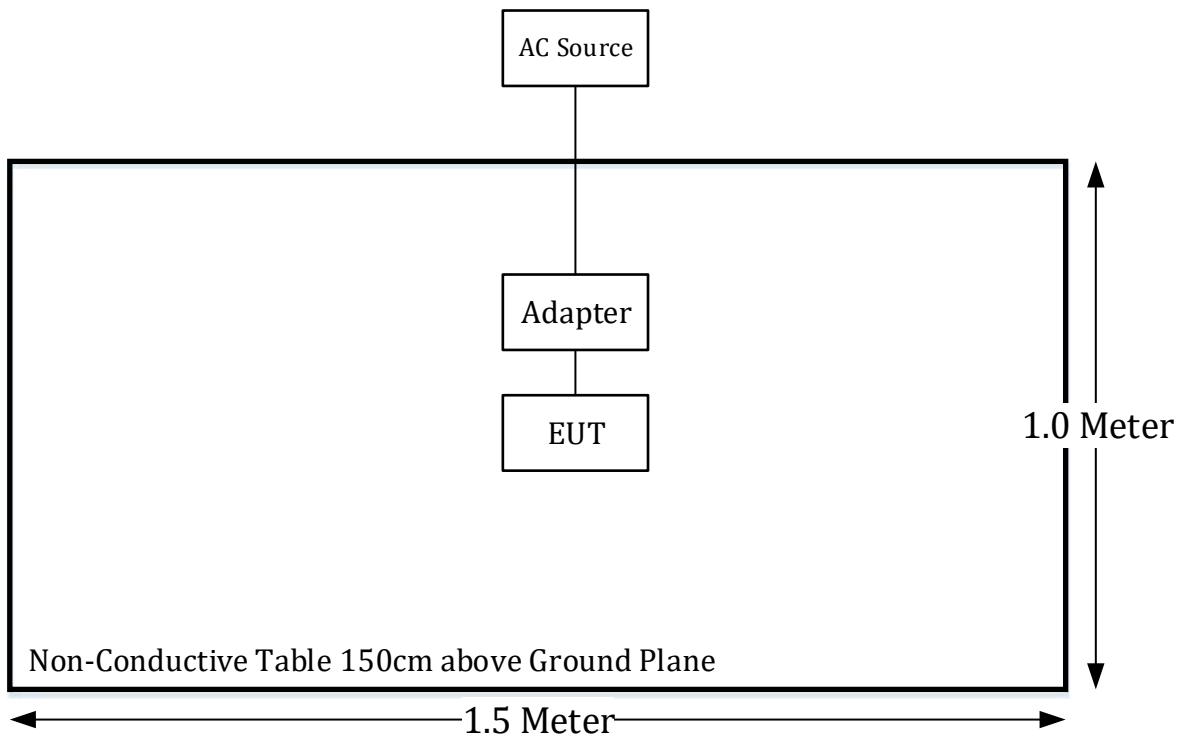 AC Source
Adapter
EUT
1.0 Meter
Non-Conductive Table 150cm above Ground Plane
1.5 Meter